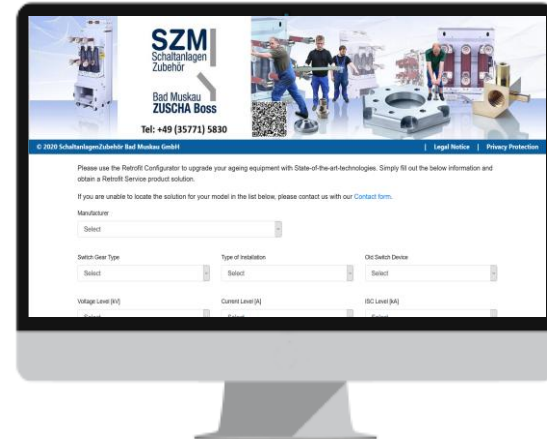 SZM
Schaltanlagen
Zubehör
Bad Muskau
ZUSCHA Boss
Tel: +49 (35771) 5830
© 2020 SchaltanlagenZubehör Bad Muskau GmbH | Legal Notice | Privacy Protection
Please use the Retrofit Configurator to upgrade your ageing equipment with State-of-the-art-technologies. Simply fill out the below information and
obtain a Retrofit Service product solution.
If you are unable to locate the solution for your model in the list below, please contact us with our Contact form.
Manufacturer
Select
Switch Gear Type Type of Installation Old Switch Device
Select Select Select
Voltage Level [kV] Current Level [A] ISC Level [kA]
Select Select Select